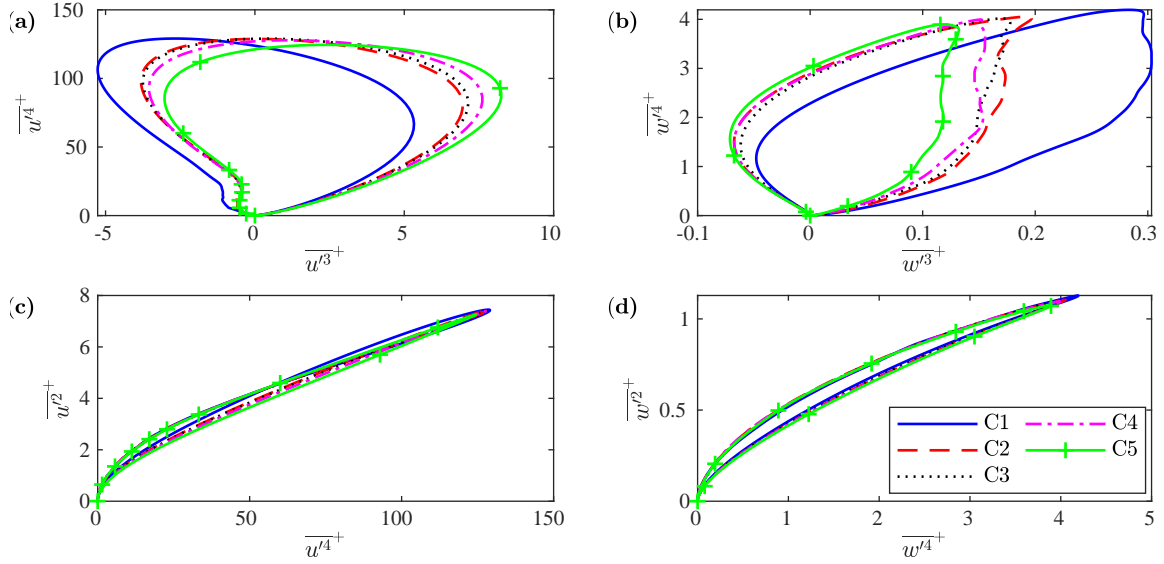 (a)
150
100
50
0
-5
0
5
10
$\overline{u'^4}^+$
$\overline{u'^3}^+$
(b)
4
3
2
1
0
-0.1
0
0.1
0.2
0.3
$\overline{w'^4}^+$
$\overline{w'^3}^+$
(c)
8
6
4
2
0
0
50
100
150
$\overline{u'^2}^+$
$\overline{u'^4}^+$
(d)
1
0.5
0
0
1
2
3
4
5
$\overline{w'^2}^+$
$\overline{w'^4}^+$
C1
C2
C3
C4
C5